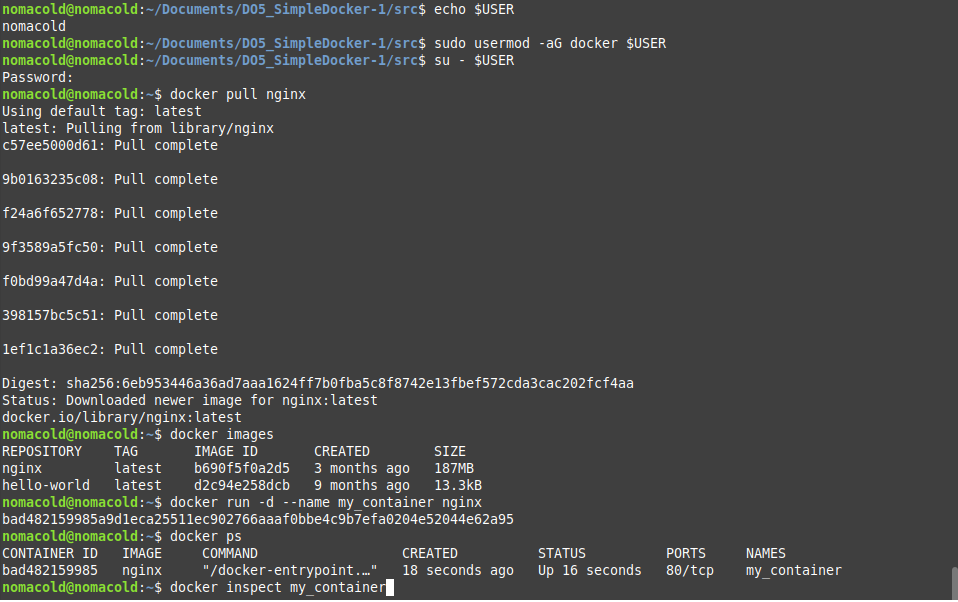 nomacold@nomacold:~/Documents/DO5_SimpleDocker-1/src$ echo $USER
nomacold
nomacold@nomacold:~/Documents/DO5_SimpleDocker-1/src$ sudo usermod -aG docker $USER
nomacold@nomacold:~/Documents/DO5_SimpleDocker-1/src$ su - $USER
Password:
nomacold@nomacold:~$ docker pull nginx
Using default tag: latest
latest: Pulling from library/nginx
c57ee5000d61: Pull complete
9b0163235c08: Pull complete
f24a6f652778: Pull complete
9f3589a5fc50: Pull complete
f0bd99a47d4a: Pull complete
398157bc5c51: Pull complete
1ef1c1a36ec2: Pull complete
Digest: sha256:6eb953446a36ad7aaa1624ff7b0fba5c8f8742e13fbef572cda3cac202fcf4aa
Status: Downloaded newer image for nginx:latest
docker.io/library/nginx:latest
nomacold@nomacold:~$ docker images
REPOSITORY    TAG       IMAGE ID       CREATED        SIZE
nginx         latest    b690f5f0a2d5   3 months ago   187MB
hello-world   latest    d2c94e258dcb   9 months ago   13.3kB
nomacold@nomacold:~$ docker run -d --name my_container nginx
bad482159985a9d1eca25511ec902766aaaf0bbe4c9b7efa0204e52044e62a95
nomacold@nomacold:~$ docker ps
CONTAINER ID   IMAGE     COMMAND                  CREATED          STATUS          PORTS     NAMES
bad482159985   nginx     "/docker-entrypoint.…"   18 seconds ago   Up 16 seconds   80/tcp    my_container
nomacold@nomacold:~$ docker inspect my_container